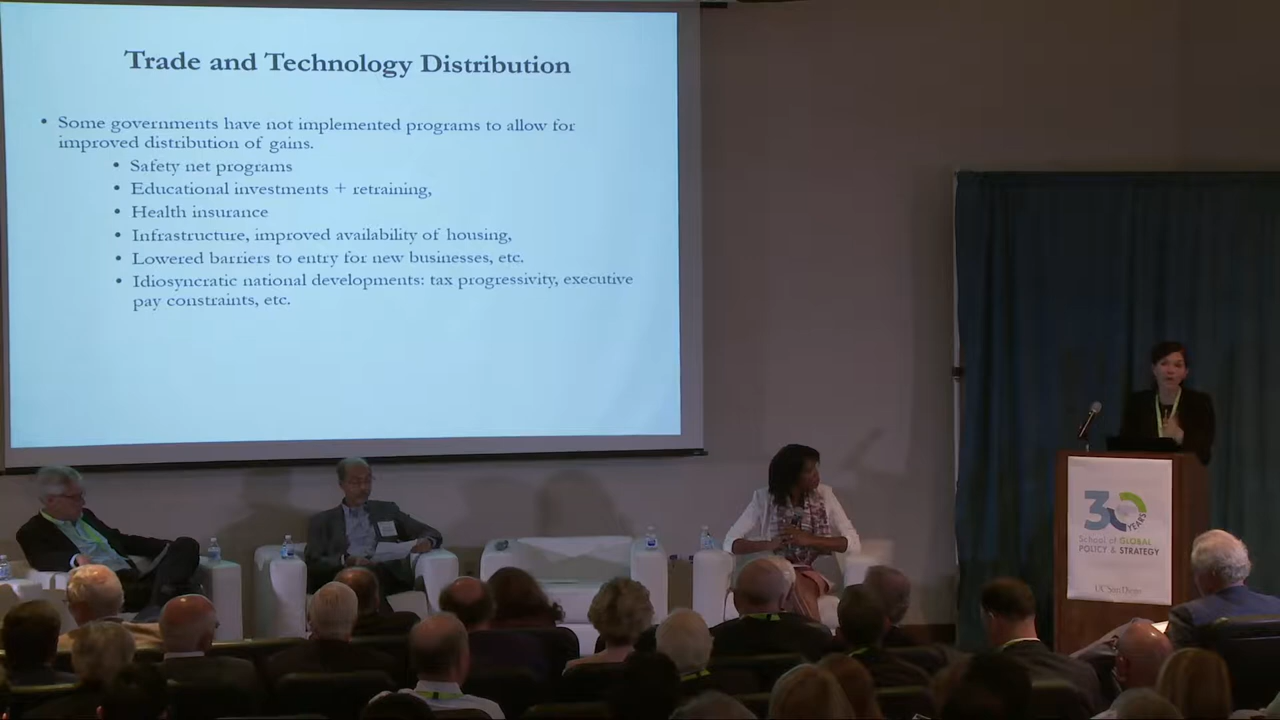 Trade and Technology Distribution
• Some governments have not implemented programs to allow for
improved distribution of gains.
• Safety net programs
• Educational investments + retraining,
• Health insurance
• Infrastructure, improved availability of housing,
• Lowered barriers to entry for new businesses, etc.
• Idiosyncratic national developments: tax progressivity, executive
pay constraints, etc.
30
YEARS
School of GLOBAL
POLICY & STRATEGY
UC San Diego